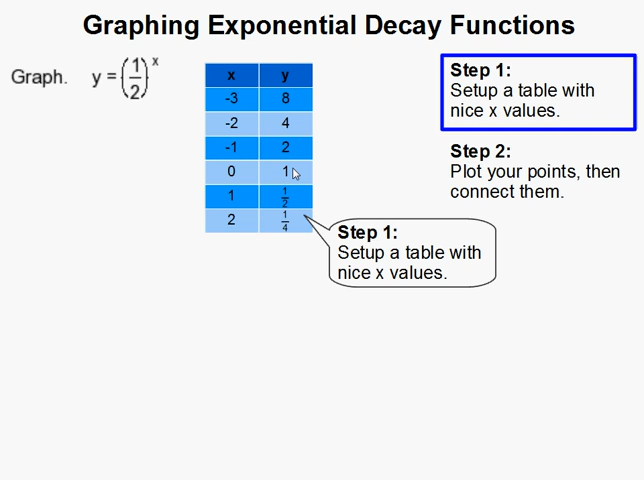 Graphing Exponential Decay Functions
Graph. y = (1/2)^x
x y
-3 8
-2 4
-1 2
0 1
1 1/2
2 1/4
Step 1:
Setup a table with
nice x values.
Step 2:
Plot your points, then
connect them.
Step 1:
Setup a table with
nice x values.